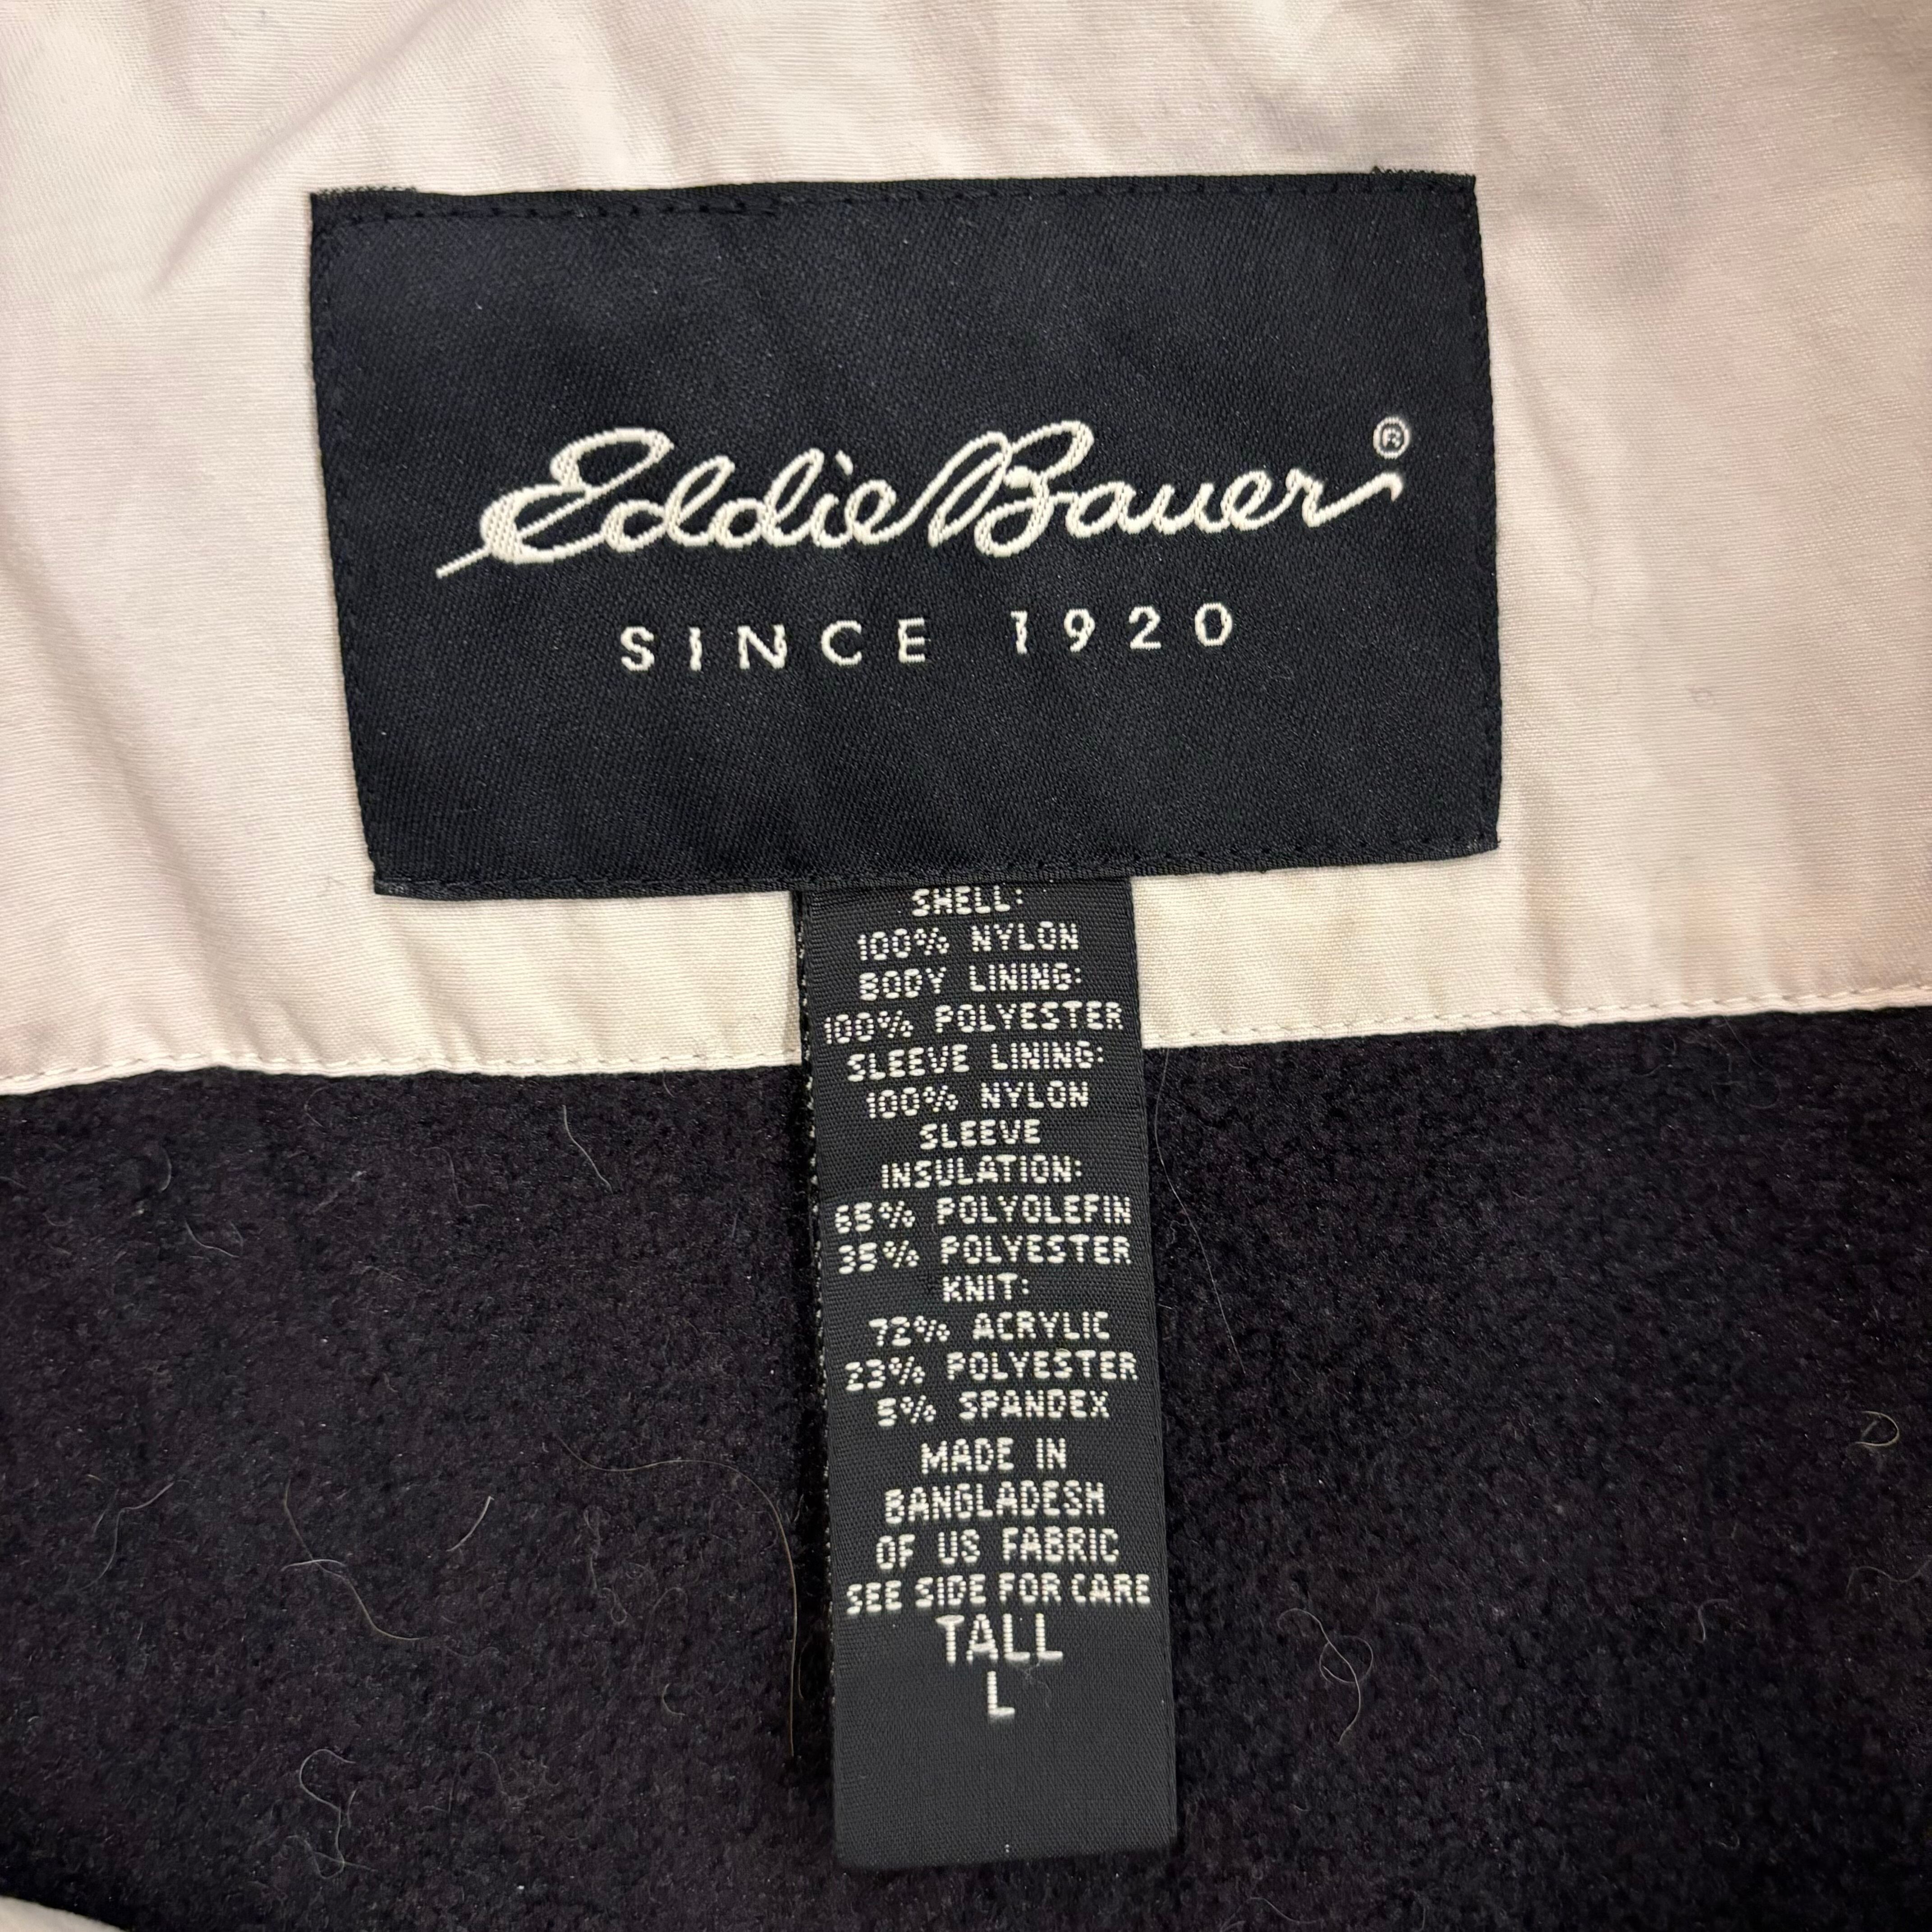 Eddie Bauer®
SINCE 1920
SHELL:
100% NYLON
BODY LINING:
100% POLYESTER
SLEEVE LINING:
100% NYLON
SLEEVE
INSULATION:
65% POLYOLEFIN
35% POLYESTER
KNIT:
72% ACRYLIC
23% POLYESTER
5% SPANDEX
MADE IN
BANGLADESH
OF US FABRIC
SEE SIDE FOR CARE
TALL
L